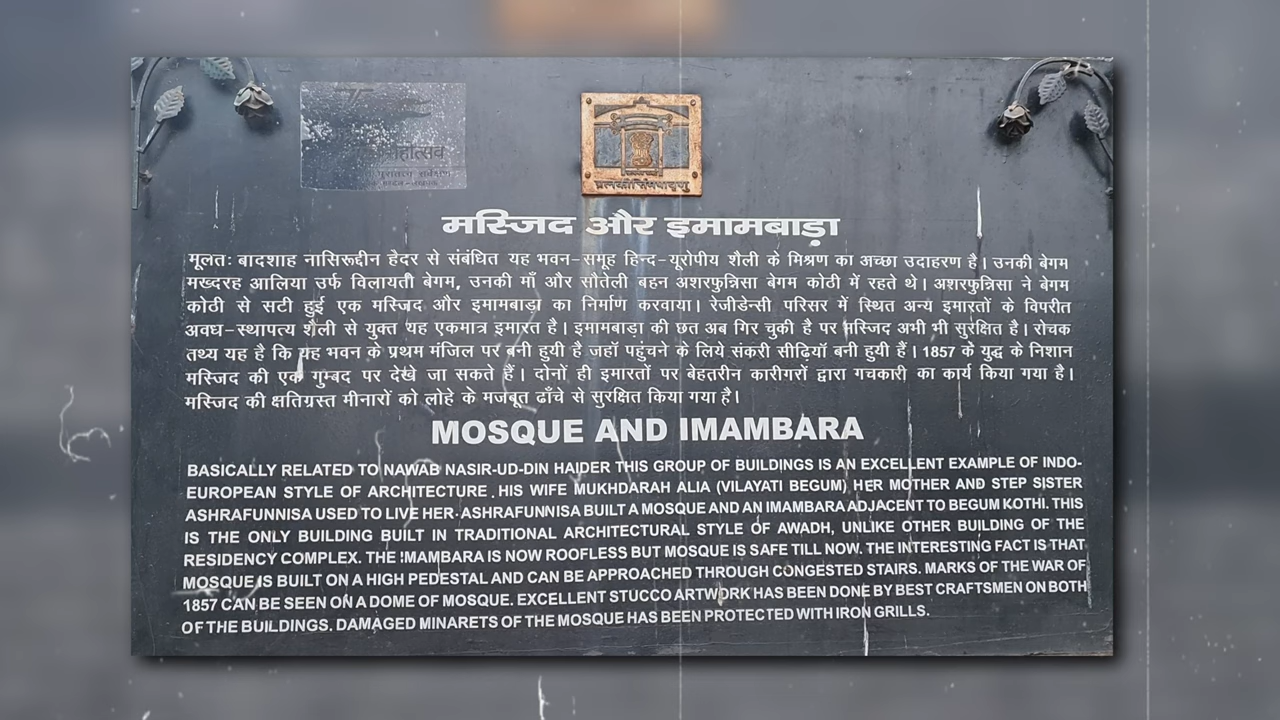 महोत्सव
पुरातत्व सर्वेक्षण
प्रत्नकीर्तिमपावृणु
मस्जिद और इमामबाड़ा
मूलतः बादशाह नासिरूद्दीन हैदर से संबंधित यह भवन-समूह हिन्द-यूरोपीय शैली के मिश्रण का अच्छा उदाहरण है। उनकी बेगम
मख्दरह आलिया उर्फ विलायती बेगम, उनकी माँ और सौतेली बहन अशरफुन्निसा बेगम कोठी में रहते थे। अशरफुन्निसा ने बेगम
कोठी से सटी हुई एक मस्जिद और इमामबाड़ा का निर्माण करवाया। रेजीडेन्सी परिसर में स्थित अन्य इमारतों के विपरीत
अवध-स्थापत्य शैली से युक्त यह एकमात्र इमारत है। इमामबाड़ा की छत अब गिर चुकी है पर मस्जिद अभी भी सुरक्षित है। रोचक
तथ्य यह है कि यह भवन के प्रथम मंजिल पर बनी हुयी है जहॉ पहुंचने के लिये संकरी सीढ़ियॉ बनी हुयी हैं। 1857 के युद्ध के निशान
मस्जिद की एक गुम्बद पर देखे जा सकते हैं। दोनों ही इमारतों पर बेहतरीन कारीगरों द्वारा गचकारी का कार्य किया गया है।
मस्जिद की क्षतिग्रस्त मीनारों को लोहे के मजबूत ढाँचे से सुरक्षित किया गया है।
MOSQUE AND IMAMBARA
BASICALLY RELATED TO NAWAB NASIR-UD-DIN HAIDER THIS GROUP OF BUILDINGS IS AN EXCELLENT EXAMPLE OF INDO-
EUROPEAN STYLE OF ARCHITECTURE. HIS WIFE MUKHDARAH ALIA (VILAYATI BEGUM) HER MOTHER AND STEP SISTER
ASHRAFUNNISA USED TO LIVE HER. ASHRAFUNNISA BUILT A MOSQUE AND AN IMAMBARA ADJACENT TO BEGUM KOTHI. THIS
IS THE ONLY BUILDING BUILT IN TRADITIONAL ARCHITECTURAL STYLE OF AWADH, UNLIKE OTHER BUILDING OF THE
RESIDENCY COMPLEX. THE IMAMBARA IS NOW ROOFLESS BUT MOSQUE IS SAFE TILL NOW. THE INTERESTING FACT IS THAT
MOSQUE IS BUILT ON A HIGH PEDESTAL AND CAN BE APPROACHED THROUGH CONGESTED STAIRS. MARKS OF THE WAR OF
1857 CAN BE SEEN ON A DOME OF MOSQUE. EXCELLENT STUCCO ARTWORK HAS BEEN DONE BY BEST CRAFTSMEN ON BOTH
OF THE BUILDINGS. DAMAGED MINARETS OF THE MOSQUE HAS BEEN PROTECTED WITH IRON GRILLS.